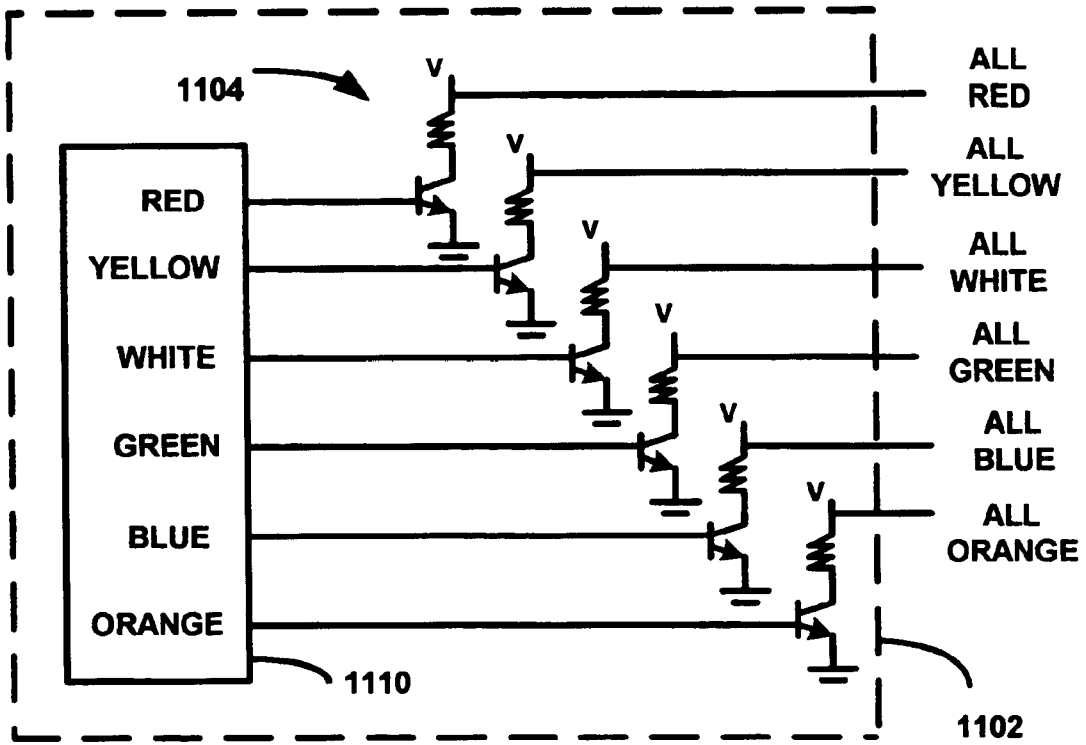 1104
V
ALL
RED
V
ALL
YELLOW
RED
V
ALL
WHITE
YELLOW
V
ALL
GREEN
WHITE
V
ALL
BLUE
GREEN
V
ALL
ORANGE
BLUE
ORANGE
1110
1102